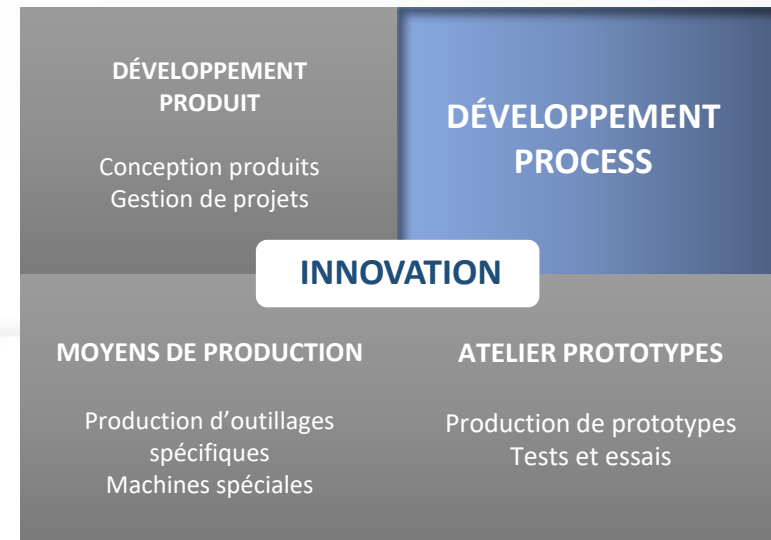 DÉVELOPPEMENT
PRODUIT
Conception produits
Gestion de projets
DÉVELOPPEMENT
PROCESS
INNOVATION
MOYENS DE PRODUCTION
Production d’outillages
spécifiques
Machines spéciales
ATELIER PROTOTYPES
Production de prototypes
Tests et essais